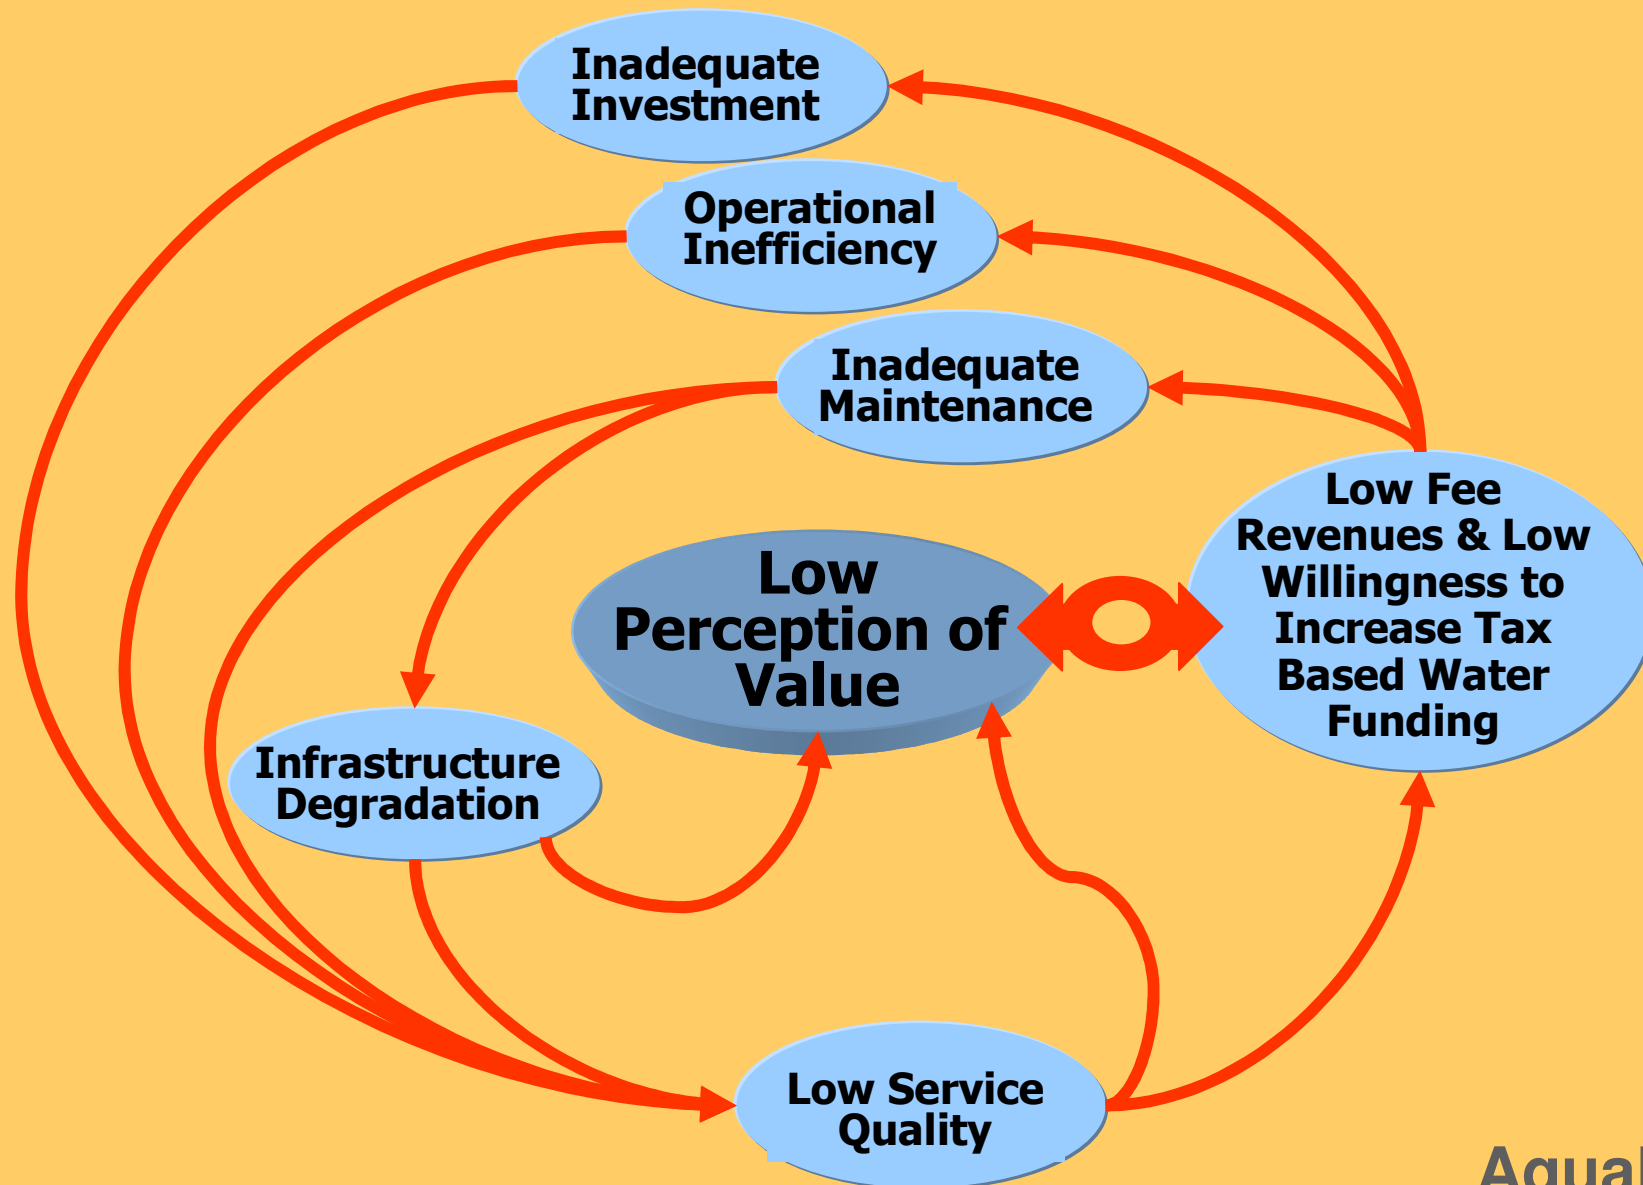 Inadequate
Investment
Operational
Inefficiency
Inadequate
Maintenance
Low Fee
Revenues & Low
Willingness to
Increase Tax
Based Water
Funding
Low
Perception of
Value
Infrastructure
Degradation
Low Service
Quality